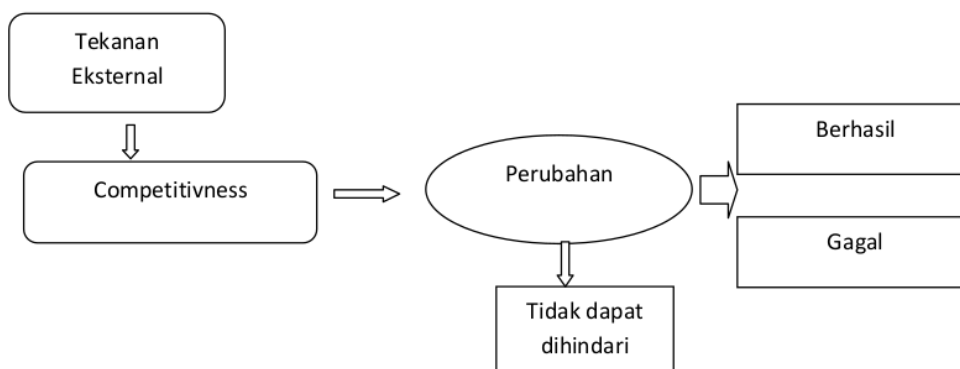 Tekanan
Eksternal
Competitivness
Perubahan
Berhasil
Gagal
Tidak dapat
dihindari